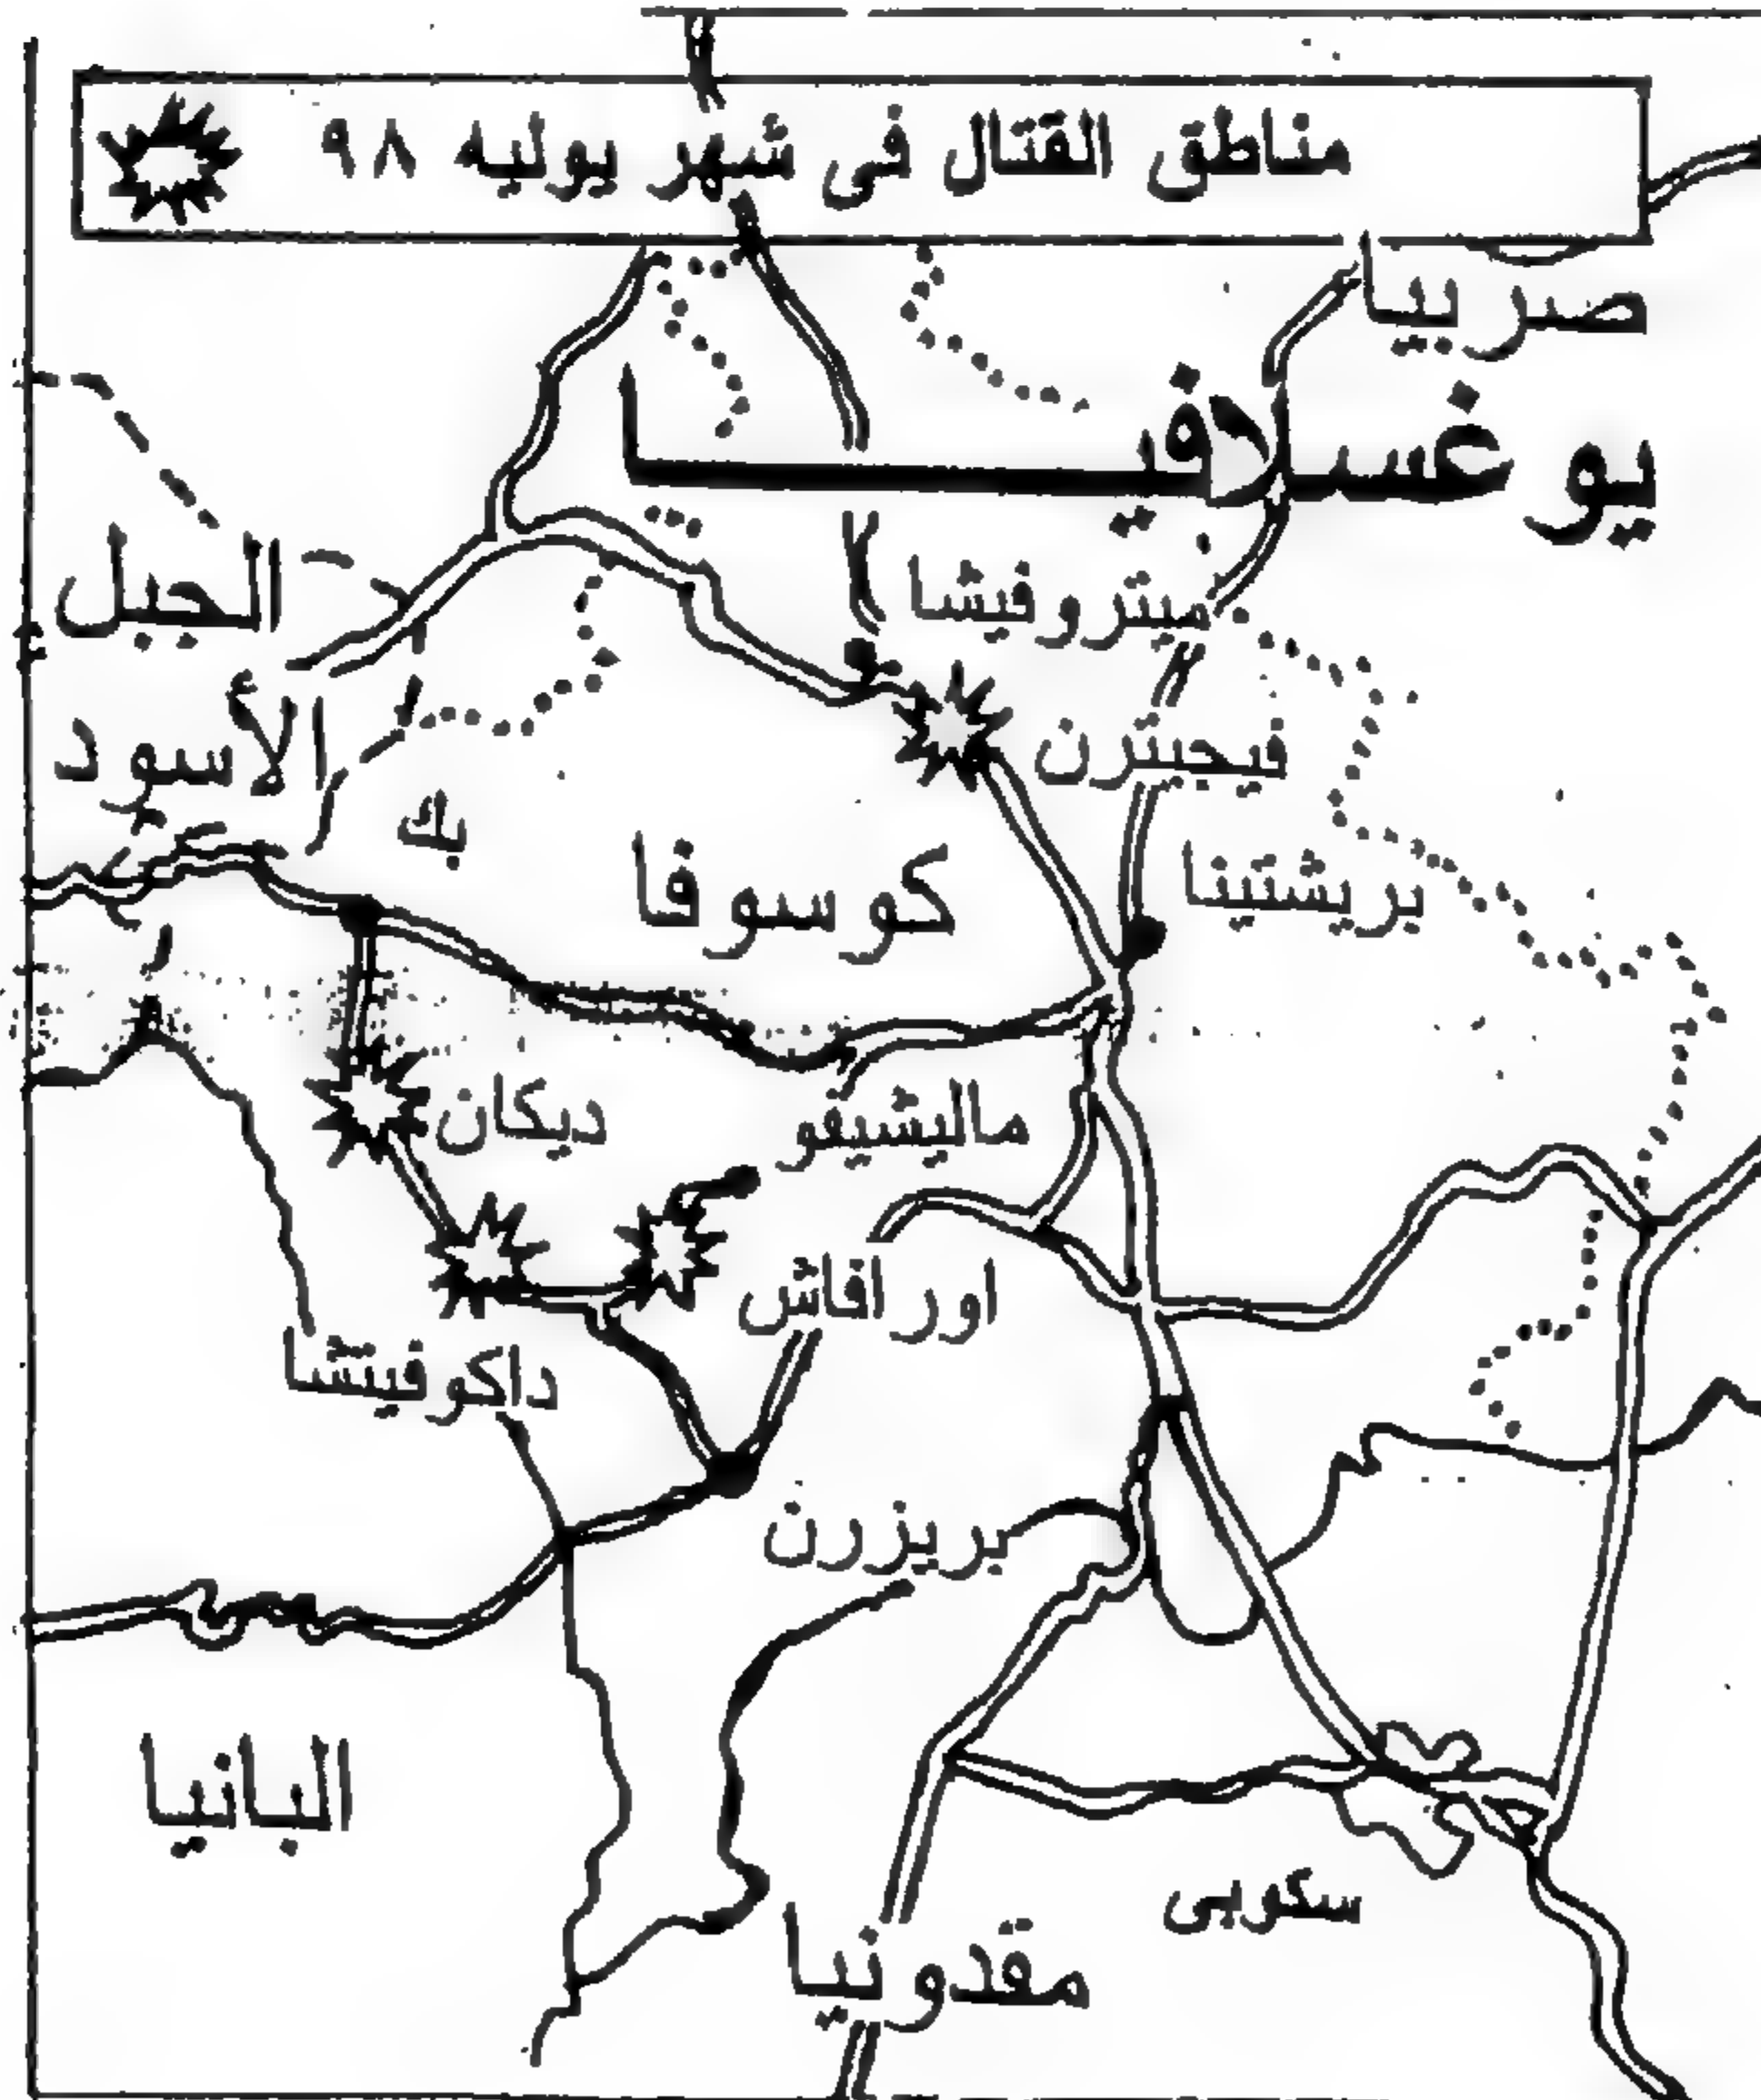 مناطق القتال فى شهر يوليه ٩٨
صربيا
يوغسلافيا
ميتروفيشا
الجبل
الأسود
فيجيترن
بك
كوسوفا
بريشتينا
ديكان
ماليشيفو
اورافاش
داكوفيتشا
بريزرن
البانيا
سكوبى
مقدونيا